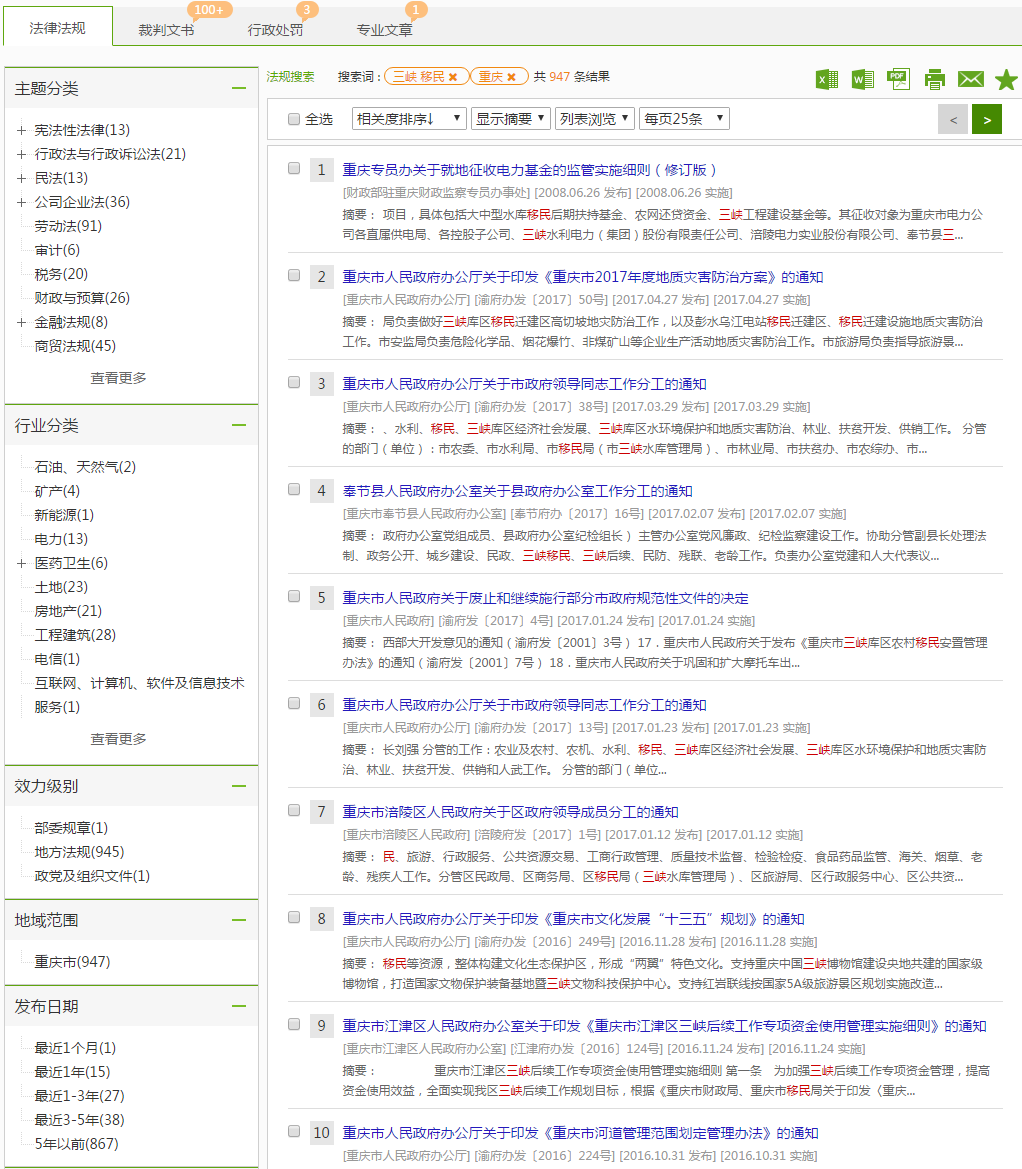 100+
3
1
法律法规
裁判文书
行政处罚
专业文章
主题分类
宪法性法律(13)
行政法与行政诉讼法(21)
民法(13)
公司企业法(36)
劳动法(91)
审计(6)
税务(20)
财政与预算(26)
金融法规(8)
商贸法规(45)
查看更多
行业分类
石油、天然气(2)
矿产(4)
新能源(1)
电力(13)
医药卫生(6)
土地(23)
房地产(21)
工程建筑(28)
电信(1)
互联网、计算机、软件及信息技术
服务(1)
查看更多
效力级别
部委规章(1)
地方法规(945)
政党及组织文件(1)
地域范围
重庆市(947)
发布日期
最近1个月(1)
最近1年(15)
最近1-3年(27)
最近3-5年(38)
5年以前(867)
法规搜索 搜索词： 三峡 移民 × 重庆 × 共 947 条结果
全选 相关度排序↓ 显示摘要 列表浏览 每页25条 < >
1 重庆专员办关于就地征收电力基金的监管实施细则（修订版）
[财政部驻重庆财政监察专员办事处] [2008.06.26 发布] [2008.06.26 实施]
摘要： 项目，具体包括大中型水库移民后期扶持基金、农网还贷资金、三峡工程建设基金等。其征收对象为重庆市电力公
司各直属供电局、各控股子公司、三峡水利电力（集团）股份有限责任公司、涪陵电力实业股份有限公司、奉节县三...
2 重庆市人民政府办公厅关于印发《重庆市2017年度地质灾害防治方案》的通知
[重庆市人民政府办公厅] [渝府办发〔2017〕50号] [2017.04.27 发布] [2017.04.27 实施]
摘要： 局负责做好三峡库区移民迁建区高切坡地灾防治工作，以及彭水乌江电站移民迁建区、移民迁建设施地质灾害防治
工作。市安监局负责危险化学品、烟花爆竹、非煤矿山等企业生产活动地质灾害防治工作。市旅游局负责指导旅游景...
3 重庆市人民政府办公厅关于市政府领导同志工作分工的通知
[重庆市人民政府办公厅] [渝府办发〔2017〕38号] [2017.03.29 发布] [2017.03.29 实施]
摘要： 、水利、移民、三峡库区经济社会发展、三峡库区水环境保护和地质灾害防治、林业、扶贫开发、供销工作。 分管
的部门（单位）：市农委、市水利局、市移民局（市三峡水库管理局）、市林业局、市扶贫办、市农综办、市...
4 奉节县人民政府办公室关于县政府办公室工作分工的通知
[重庆市奉节县人民政府办公室] [奉节府办〔2017〕16号] [2017.02.07 发布] [2017.02.07 实施]
摘要： 政府办公室党组成员、县政府办公室纪检组长 ）主管办公室党风廉政、纪检监察建设工作。协助分管副县长处理法
制、政务公开、城乡建设、民政、三峡移民、三峡后续、民防、残联、老龄工作。负责办公室党建和人大代表议...
5 重庆市人民政府关于废止和继续施行部分市政府规范性文件的决定
[重庆市人民政府] [渝府发〔2017〕4号] [2017.01.24 发布] [2017.01.24 实施]
摘要： 西部大开发意见的通知（渝府发〔2001〕3号） 17．重庆市人民政府关于发布《重庆市三峡库区农村移民安置管理
办法》的通知（渝府发〔2001〕7号） 18．重庆市人民政府关于巩固和扩大摩托车出...
6 重庆市人民政府办公厅关于市政府领导同志工作分工的通知
[重庆市人民政府办公厅] [渝府办发〔2017〕13号] [2017.01.23 发布] [2017.01.23 实施]
摘要： 长刘强 分管的工作：农业及农村、农机、水利、移民、三峡库区经济社会发展、三峡库区水环境保护和地质灾害防
治、林业、扶贫开发、供销和人武工作。 分管的部门（单位...
7 重庆市涪陵区人民政府关于区政府领导成员分工的通知
[重庆市涪陵区人民政府] [涪陵府发〔2017〕1号] [2017.01.12 发布] [2017.01.12 实施]
摘要： 民、旅游、行政服务、公共资源交易、工商行政管理、质量技术监督、检验检疫、食品药品监管、海关、烟草、老
龄、残疾人工作。分管区民政局、区商务局、区移民局（三峡水库管理局）、区旅游局、区行政服务中心、区公共资...
8 重庆市人民政府办公厅关于印发《重庆市文化发展“十三五”规划》的通知
[重庆市人民政府办公厅] [渝府办发〔2016〕249号] [2016.11.28 发布] [2016.11.28 实施]
摘要： 移民等资源，整体构建文化生态保护区，形成“两翼”特色文化。支持重庆中国三峡博物馆建设央地共建的国家级
博物馆，打造国家文物保护装备基地暨三峡文物科技保护中心。支持红岩联线按国家5A级旅游景区规划实施改造...
9 重庆市江津区人民政府办公室关于印发《重庆市江津区三峡后续工作专项资金使用管理实施细则》的通知
[重庆市江津区人民政府办公室] [江津府办发〔2016〕124号] [2016.11.24 发布] [2016.11.24 实施]
摘要： 重庆市江津区三峡后续工作专项资金使用管理实施细则 第一条 为加强三峡后续工作专项资金管理，提高
资金使用效益，全面实现我区三峡后续工作规划目标，根据《重庆市财政局、重庆市移民局关于印发〈重庆...
10 重庆市人民政府办公厅关于印发《重庆市河道管理范围划定管理办法》的通知
[重庆市人民政府办公厅] [渝府办发〔2016〕224号] [2016.10.31 发布] [2016.10.31 实施]